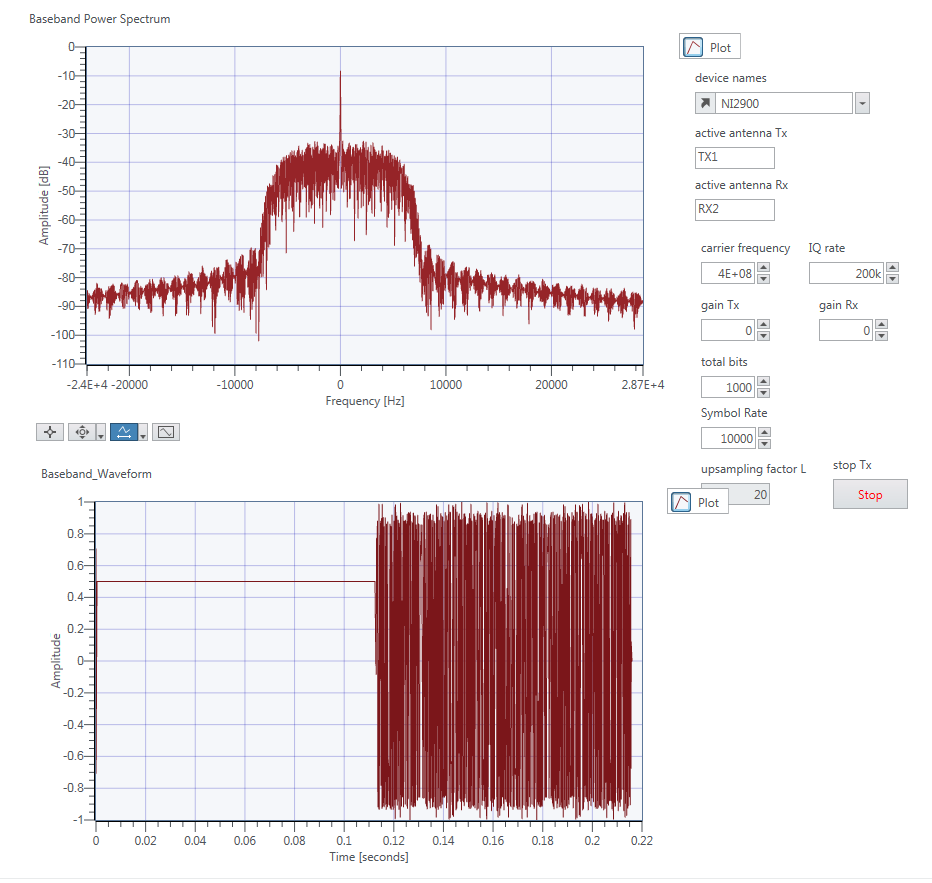 Baseband Power Spectrum
Plot
device names
NI2900
active antenna Tx
TX1
active antenna Rx
RX2
carrier frequency IQ rate
4E+08 200k
gain Tx gain Rx
0 0
total bits
1000
Symbol Rate
10000
upsampling factor L
20
stop Tx
Stop
0
-10
-20
-30
-40
-50
-60
-70
-80
-90
-100
-110
Amplitude [dB]
-2.4E+4 -20000 -10000 0 10000 20000 2.87E+4
Frequency [Hz]
Baseband_Waveform
Plot
1
0.8
0.6
0.4
0.2
0
-0.2
-0.4
-0.6
-0.8
-1
Amplitude
0 0.02 0.04 0.06 0.08 0.1 0.12 0.14 0.16 0.18 0.2 0.22
Time [seconds]